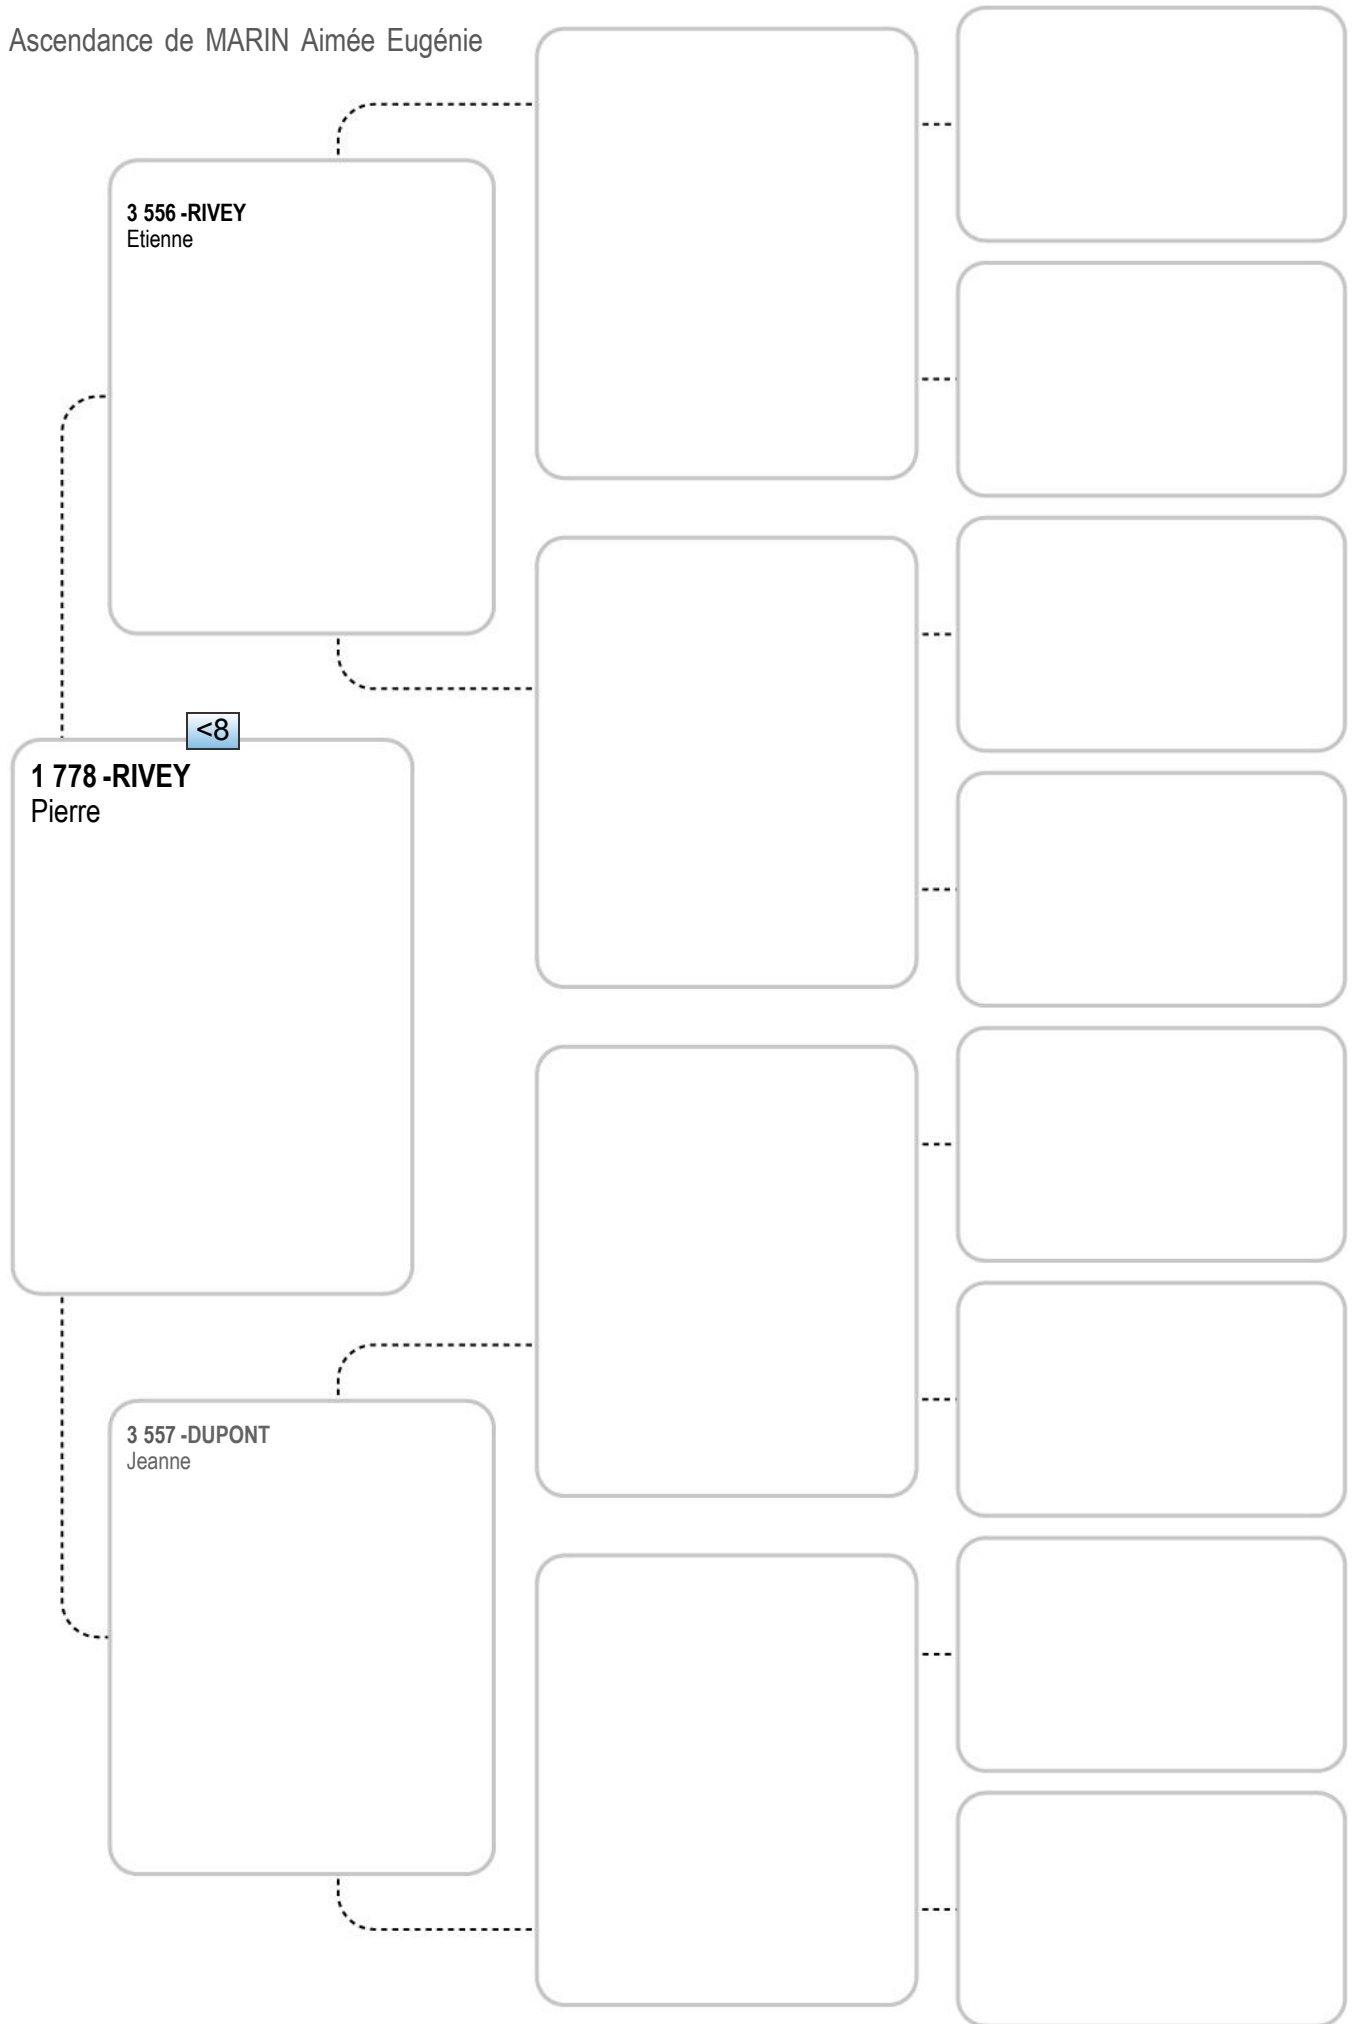 Ascendance de MARIN Aimée Eugénie
3 556 -RIVEY
Etienne
<8
1 778 -RIVEY
Pierre
3 557 -DUPONT
Jeanne